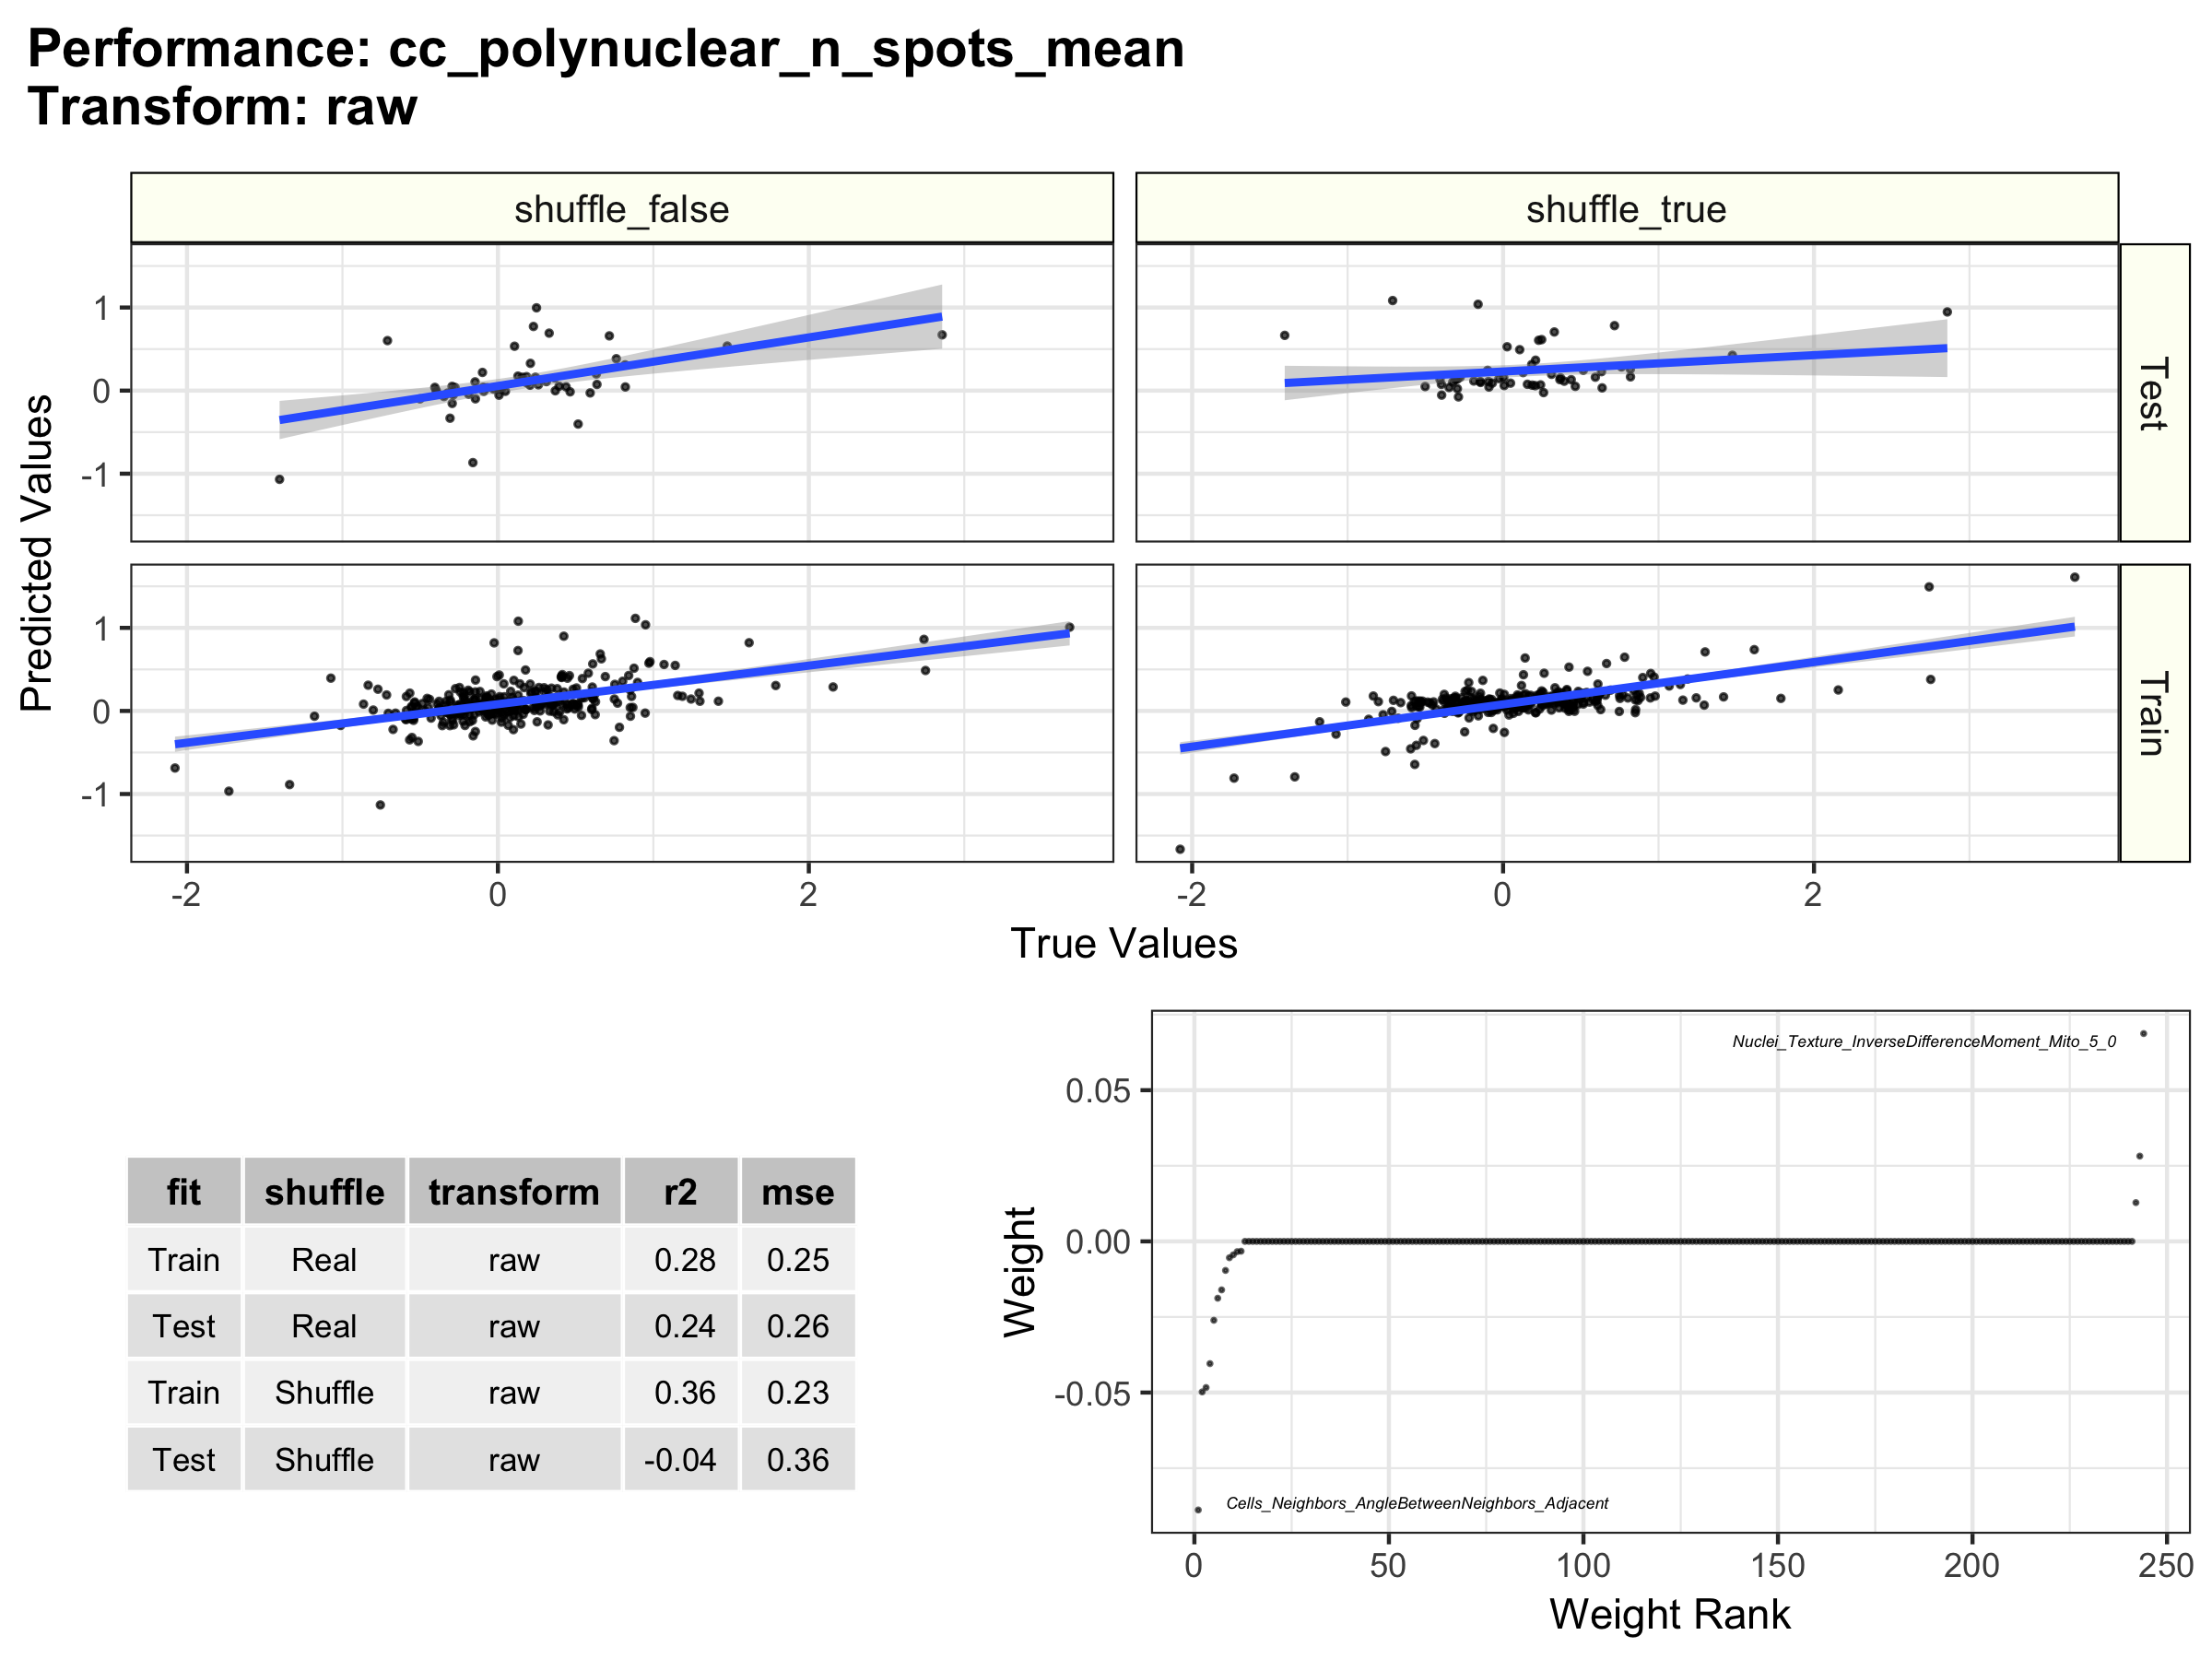 Performance: cc_polynuclear_n_spots_mean
Transform: raw
shuffle_false
shuffle_true
1
0
-1
Test
Predicted Values
1
0
-1
Train
-2
0
2
-2
0
2
True Values
fit shuffle transform r2 mse
Train Real raw 0.28 0.25
Test Real raw 0.24 0.26
Train Shuffle raw 0.36 0.23
Test Shuffle raw -0.04 0.36
Nuclei_Texture_InverseDifferenceMoment_Mito_5_0
0.05
0.00
-0.05
Weight
Cells_Neighbors_AngleBetweenNeighbors_Adjacent
0
50
100
150
200
250
Weight Rank